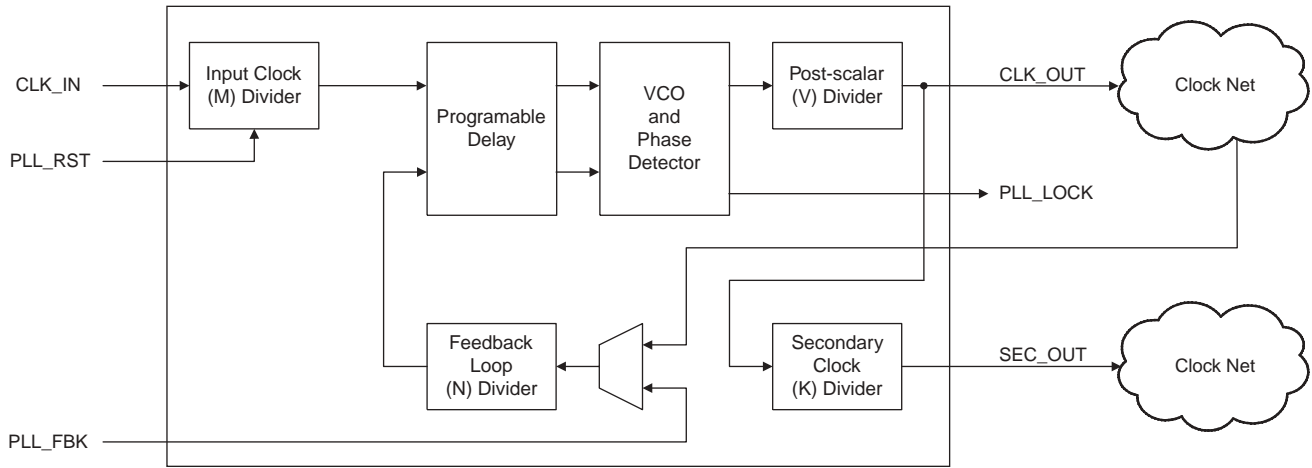 CLK_IN
PLL_RST
Input Clock
(M) Divider
Programable
Delay
VCO
and
Phase
Detector
Post-scalar
(V) Divider
CLK_OUT
Clock Net
PLL_LOCK
Feedback
Loop
(N) Divider
Secondary
Clock
(K) Divider
SEC_OUT
Clock Net
PLL_FBK